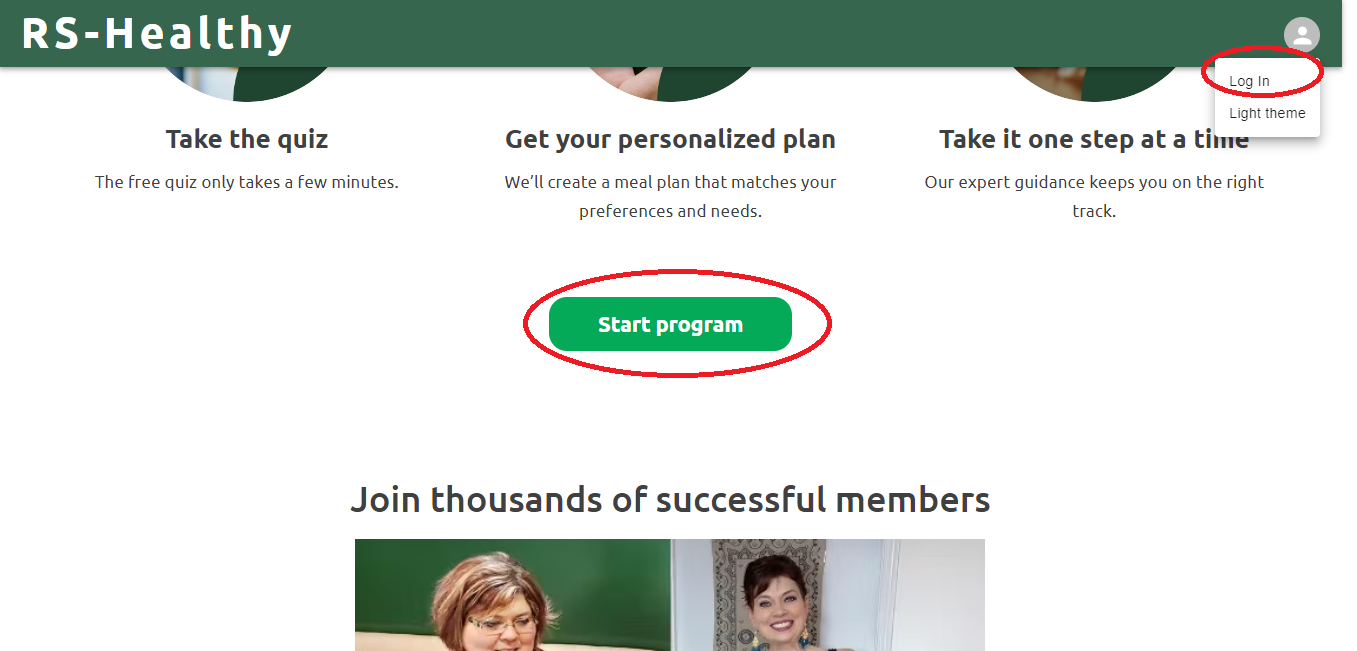 RS-Healthy
Log In
Light theme
Take the quiz
The free quiz only takes a few minutes.
Get your personalized plan
We’ll create a meal plan that matches your
preferences and needs.
Take it one step at a time
Our expert guidance keeps you on the right
track.
Start program
Join thousands of successful members